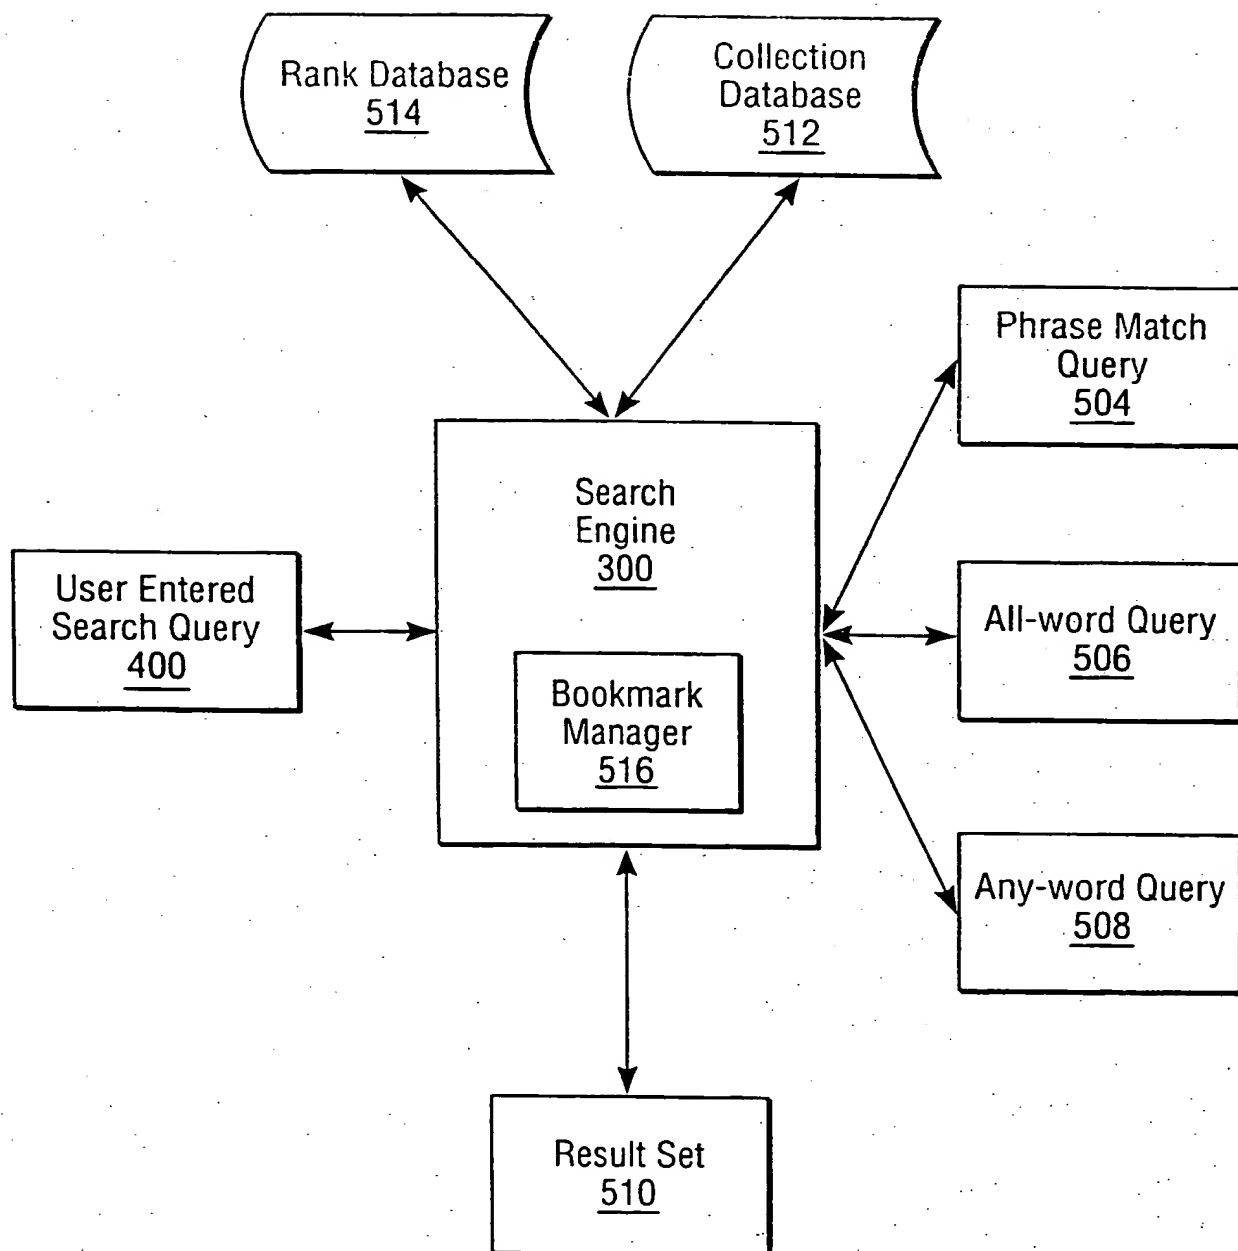 Rank Database
514
Collection
Database
512
Phrase Match
Query
504
Search
Engine
300
User Entered
Search Query
400
All-word Query
506
Bookmark
Manager
516
Any-word Query
508
Result Set
510